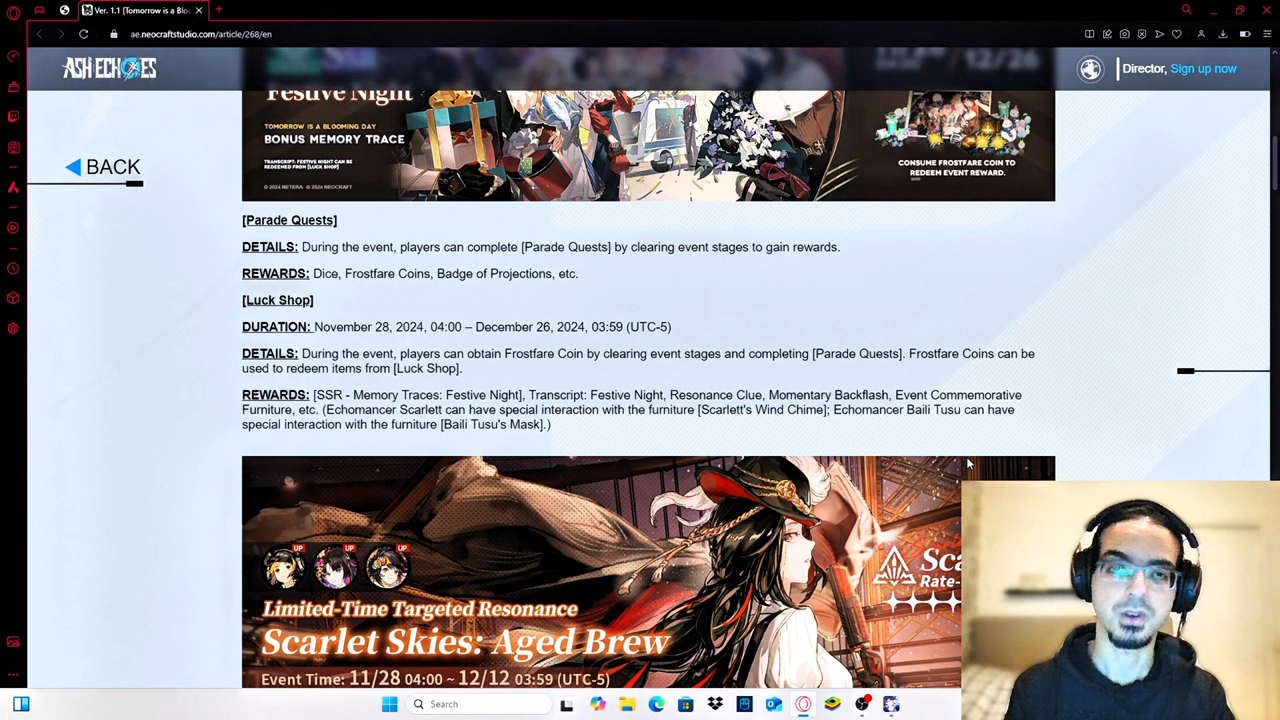 Ver. 1.1 [Tomorrow is a Blo
ae.neocraftstudio.com/article/268/en
ASH ECHOES
Director, Sign up now
BACK
Festive Night
TOMORROW IS A BLOOMING DAY
BONUS MEMORY TRACE
TRANSCRIPT: FESTIVE NIGHT CAN BE
REDEEMED FROM [LUCK SHOP]
© 2024 NETERA © 2024 NEOCRAFT
CONSUME FROSTFARE COIN TO
REDEEM EVENT REWARD.
[Parade Quests]
DETAILS: During the event, players can complete [Parade Quests] by clearing event stages to gain rewards.
REWARDS: Dice, Frostfare Coins, Badge of Projections, etc.
[Luck Shop]
DURATION: November 28, 2024, 04:00 – December 26, 2024, 03:59 (UTC-5)
DETAILS: During the event, players can obtain Frostfare Coin by clearing event stages and completing [Parade Quests]. Frostfare Coins can be
used to redeem items from [Luck Shop].
REWARDS: [SSR - Memory Traces: Festive Night], Transcript: Festive Night, Resonance Clue, Momentary Backflash, Event Commemorative
Furniture, etc. (Echomancer Scarlett can have special interaction with the furniture [Scarlett's Wind Chime]; Echomancer Baili Tusu can have
special interaction with the furniture [Baili Tusu's Mask].)
UP UP UP
Sca
Rate-
Limited-Time Targeted Resonance
Scarlet Skies: Aged Brew
Event Time: 11/28 04:00 ~ 12/12 03:59 (UTC-5)
Search